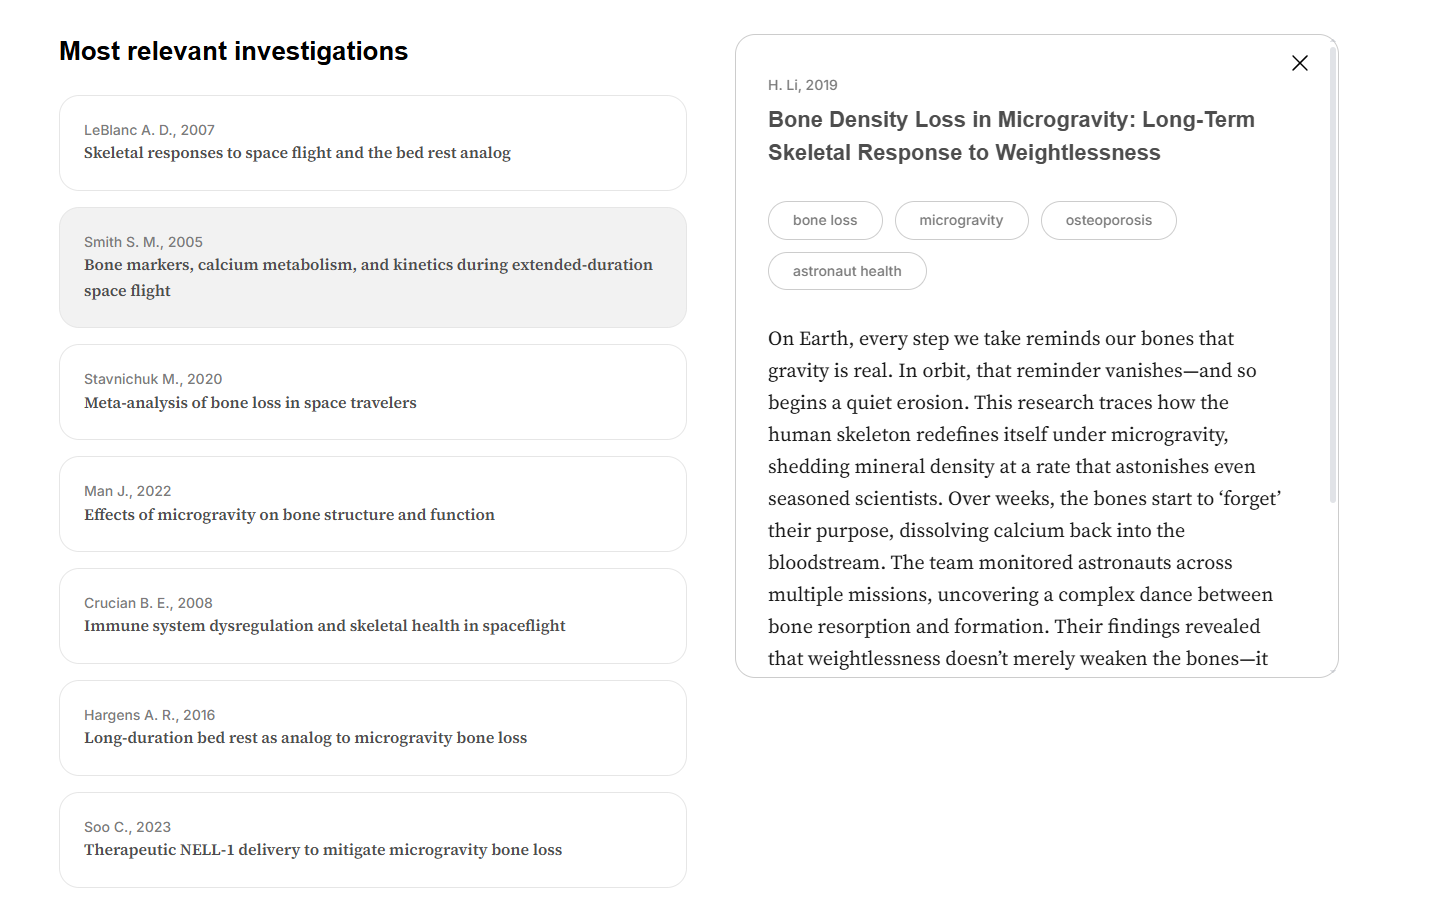 Most relevant investigations
LeBlanc A. D., 2007
Skeletal responses to space flight and the bed rest analog
Smith S. M., 2005
Bone markers, calcium metabolism, and kinetics during extended-duration
space flight
Stavnichuk M., 2020
Meta-analysis of bone loss in space travelers
Man J., 2022
Effects of microgravity on bone structure and function
Crucian B. E., 2008
Immune system dysregulation and skeletal health in spaceflight
Hargens A. R., 2016
Long-duration bed rest as analog to microgravity bone loss
Soo C., 2023
Therapeutic NELL-1 delivery to mitigate microgravity bone loss
H. Li, 2019
Bone Density Loss in Microgravity: Long-Term
Skeletal Response to Weightlessness
bone loss
microgravity
osteoporosis
astronaut health
On Earth, every step we take reminds our bones that
gravity is real. In orbit, that reminder vanishes—and so
begins a quiet erosion. This research traces how the
human skeleton redefines itself under microgravity,
shedding mineral density at a rate that astonishes even
seasoned scientists. Over weeks, the bones start to ‘forget’
their purpose, dissolving calcium back into the
bloodstream. The team monitored astronauts across
multiple missions, uncovering a complex dance between
bone resorption and formation. Their findings revealed
that weightlessness doesn’t merely weaken the bones—it